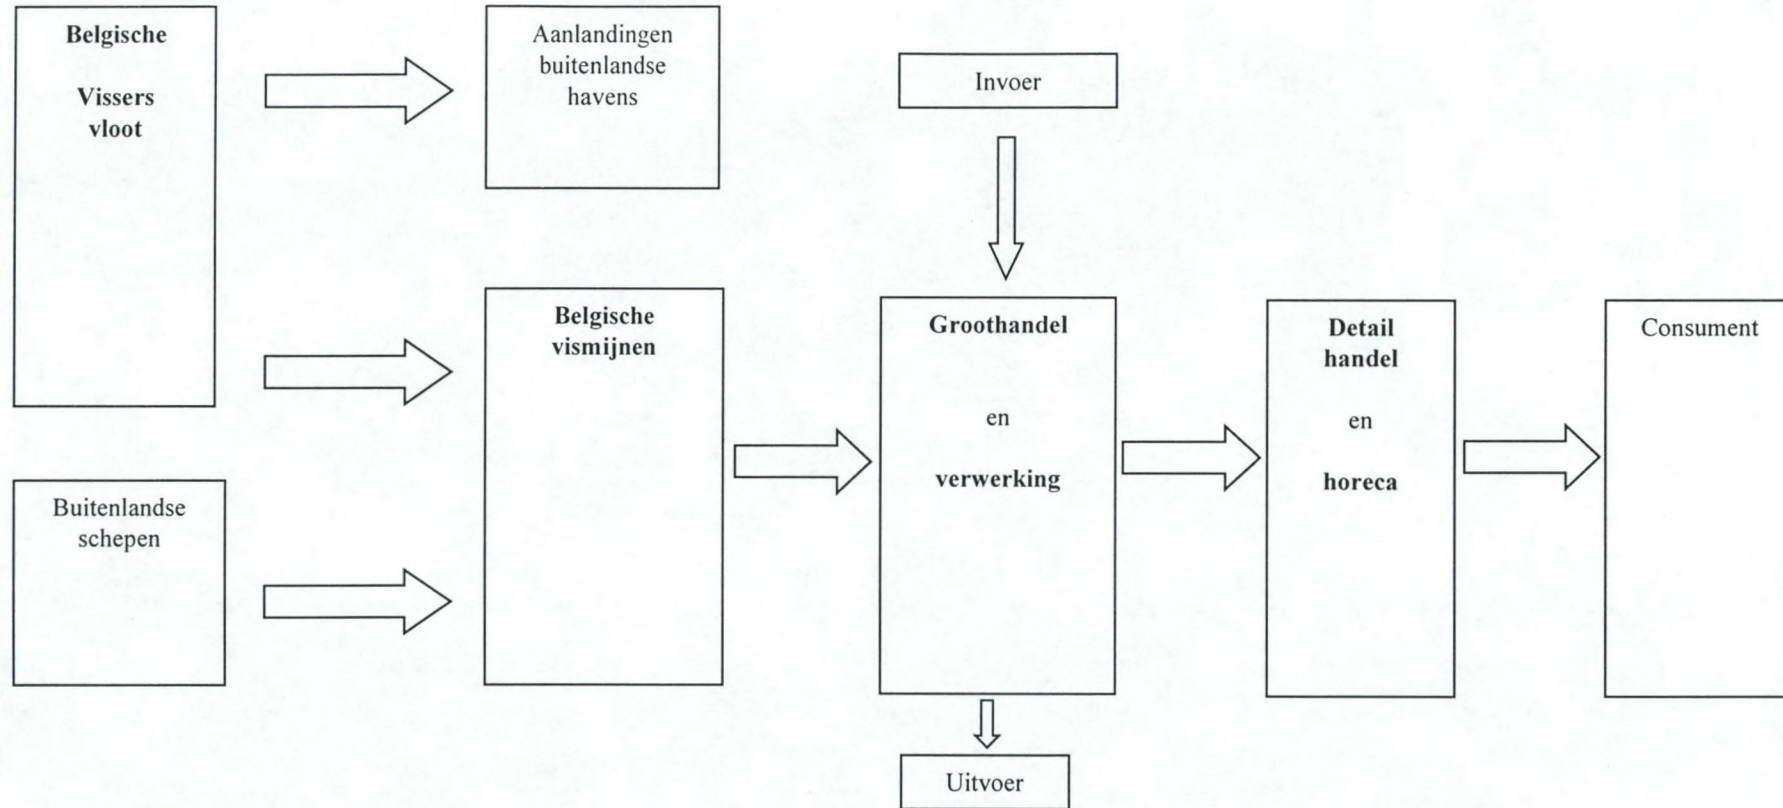 Belgische
Vissers
vloot
Aanlandingen
buitenlandse
havens
Invoer
Buitenlandse
schepen
Belgische
vismijnen
Groothandel
en
verwerking
Detail
handel
en
horeca
Consument
Uitvoer